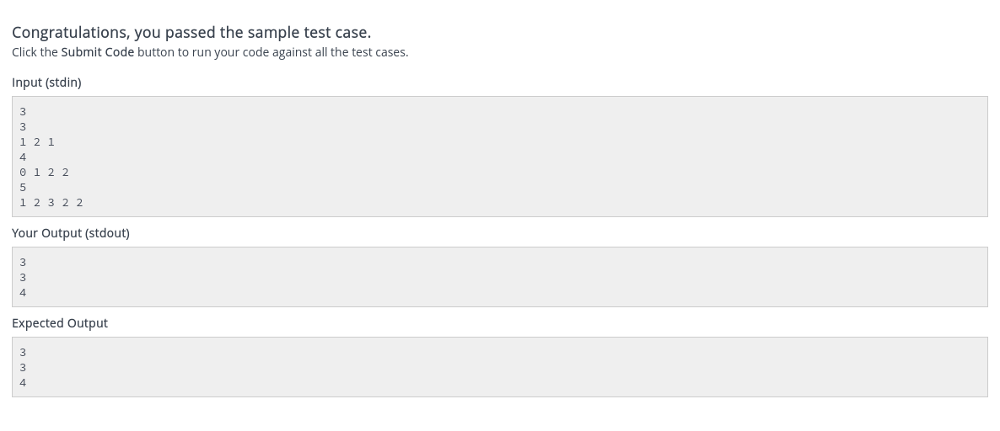 Congratulations, you passed the sample test case.
Click the Submit Code button to run your code against all the test cases.
Input (stdin)
3
3
1 2 1
4
0 1 2 2
5
1 2 3 2 2
Your Output (stdout)
3
3
4
Expected Output
3
3
4